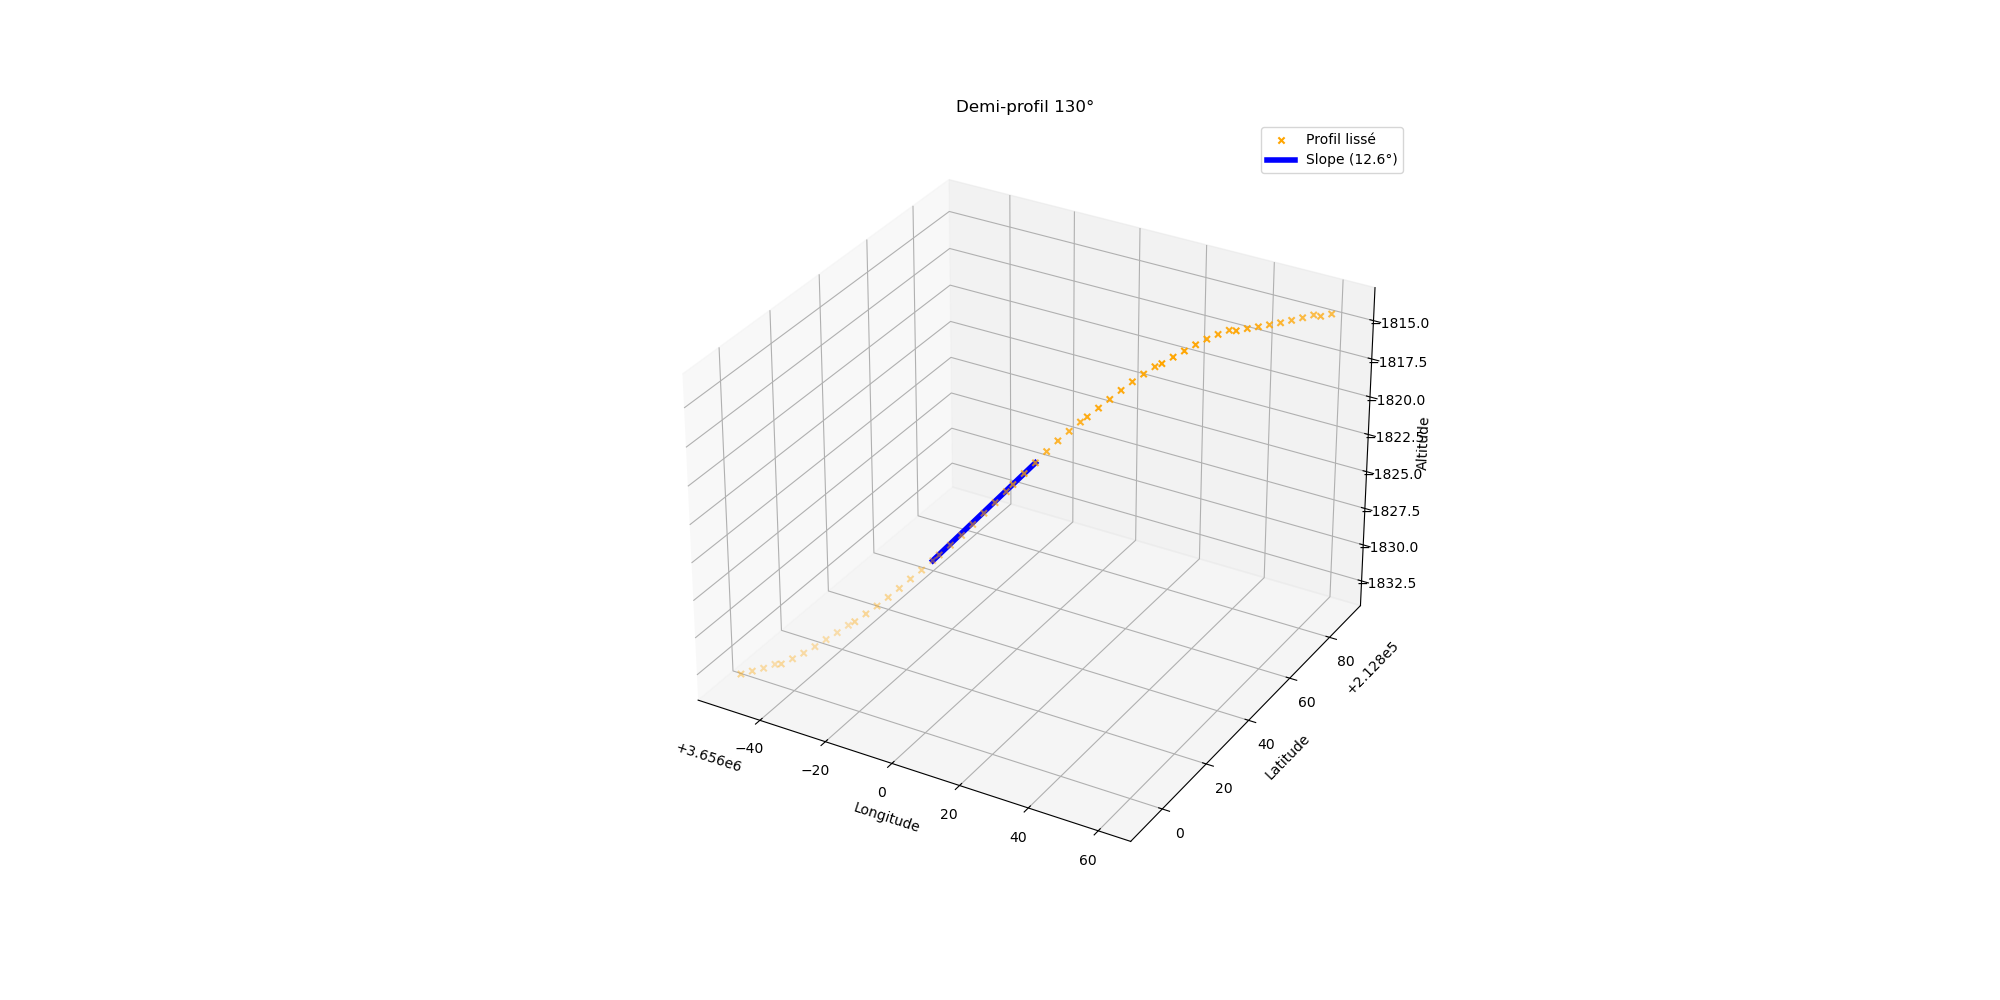 Demi-profil 130°
Profil lissé
Slope (12.6°)
−1815.0
−1817.5
−1820.0
−1822.5
Altitude
−1825.0
−1827.5
−1830.0
−1832.5
80
+2.128e5
60
40
Latitude
20
0
+3.656e6
−40
−20
0
Longitude
20
40
60